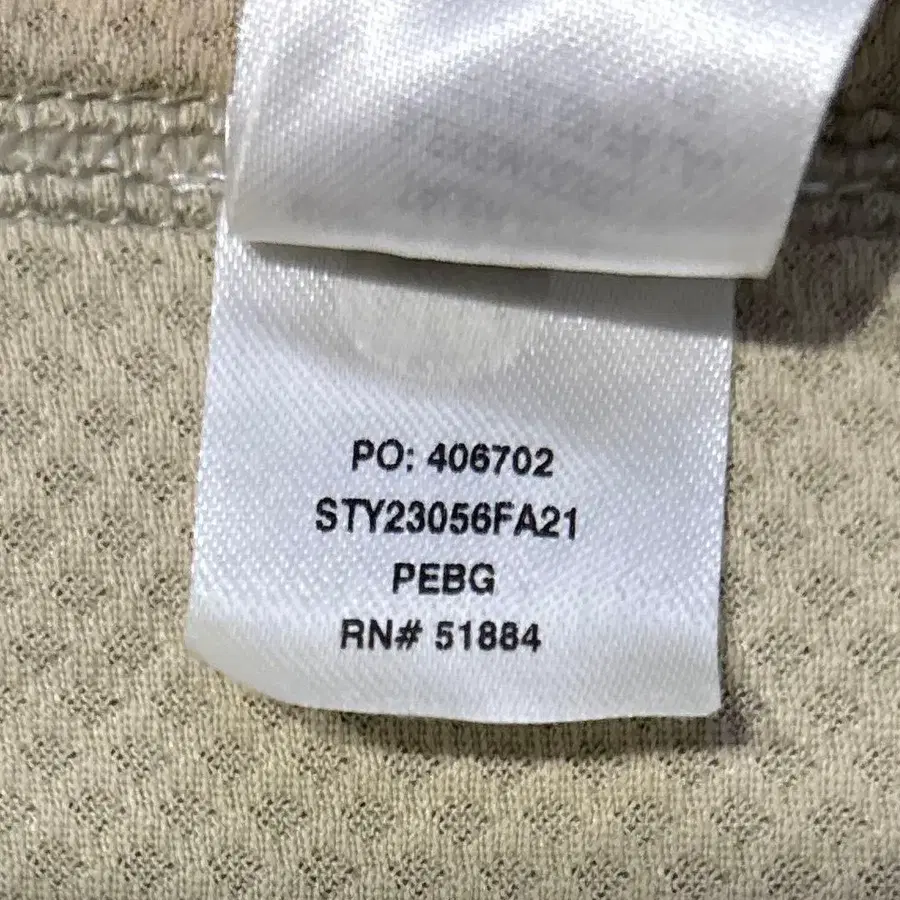 PO: 406702
STY23056FA21
PEBG
RN# 51884